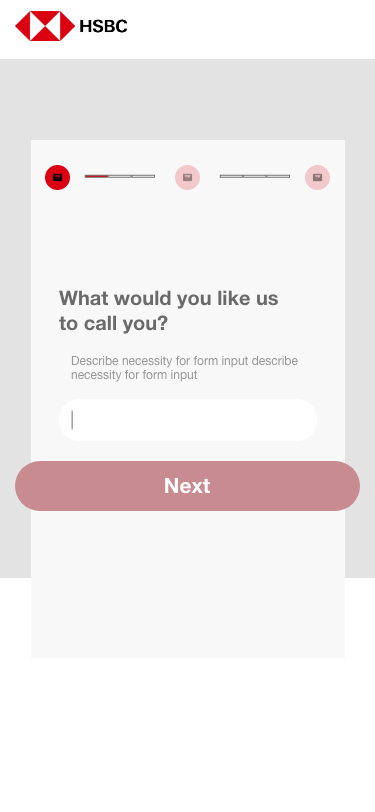 HSBC
What would you like us
to call you?
Describe necessity for form input describe
necessity for form input
Next